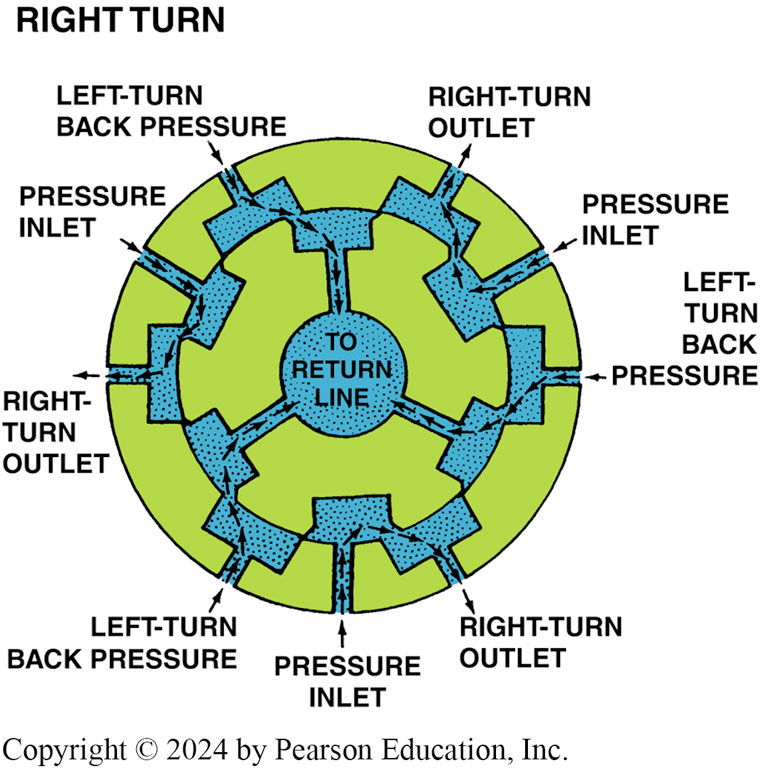 RIGHT TURN
LEFT-TURN
BACK PRESSURE
RIGHT-TURN
OUTLET
PRESSURE
INLET
PRESSURE
INLET
LEFT-
TURN
BACK
PRESSURE
TO
RETURN
LINE
RIGHT-
TURN
OUTLET
LEFT-TURN
BACK PRESSURE
PRESSURE
INLET
RIGHT-TURN
OUTLET
Copyright © 2024 by Pearson Education, Inc.